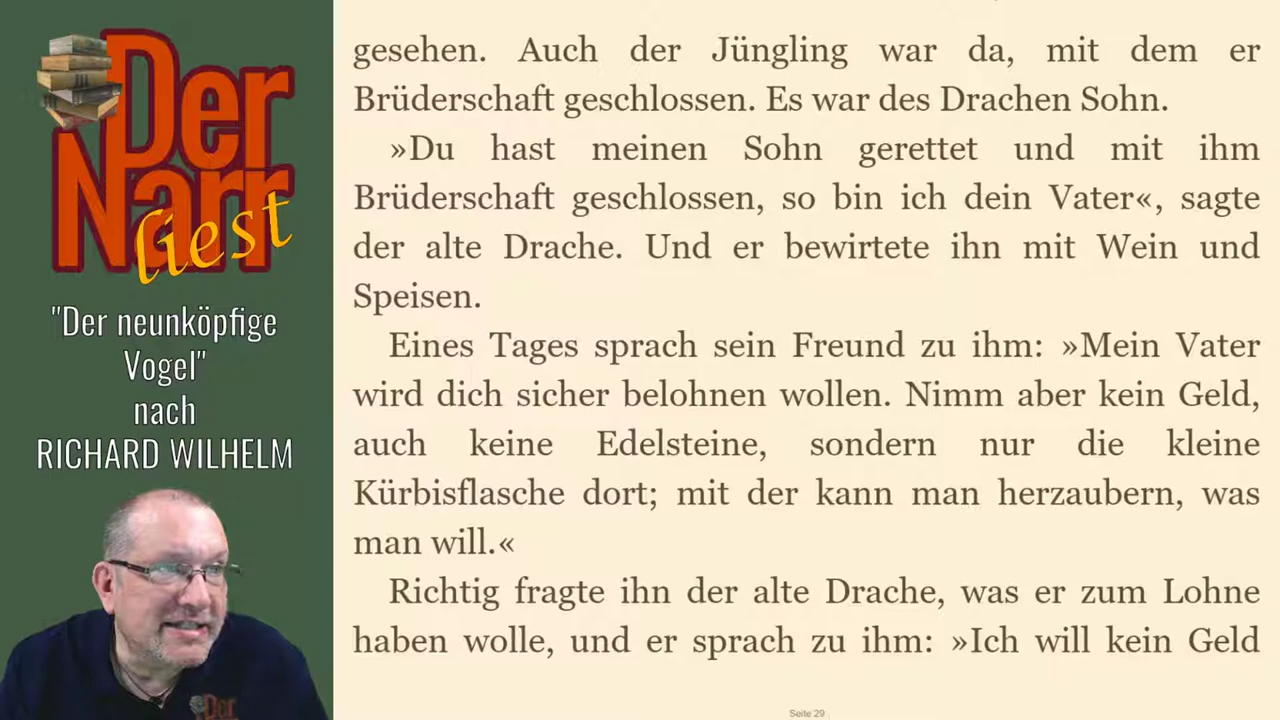 Der
Narr
liest
"Der neunköpfige
Vogel"
nach
RICHARD WILHELM
Der
gesehen. Auch der Jüngling war da, mit dem er
Brüderschaft geschlossen. Es war des Drachen Sohn.
»Du hast meinen Sohn gerettet und mit ihm
Brüderschaft geschlossen, so bin ich dein Vater«, sagte
der alte Drache. Und er bewirtete ihn mit Wein und
Speisen.
Eines Tages sprach sein Freund zu ihm: »Mein Vater
wird dich sicher belohnen wollen. Nimm aber kein Geld,
auch keine Edelsteine, sondern nur die kleine
Kürbisflasche dort; mit der kann man herzaubern, was
man will.«
Richtig fragte ihn der alte Drache, was er zum Lohne
haben wolle, und er sprach zu ihm: »Ich will kein Geld
Seite 29